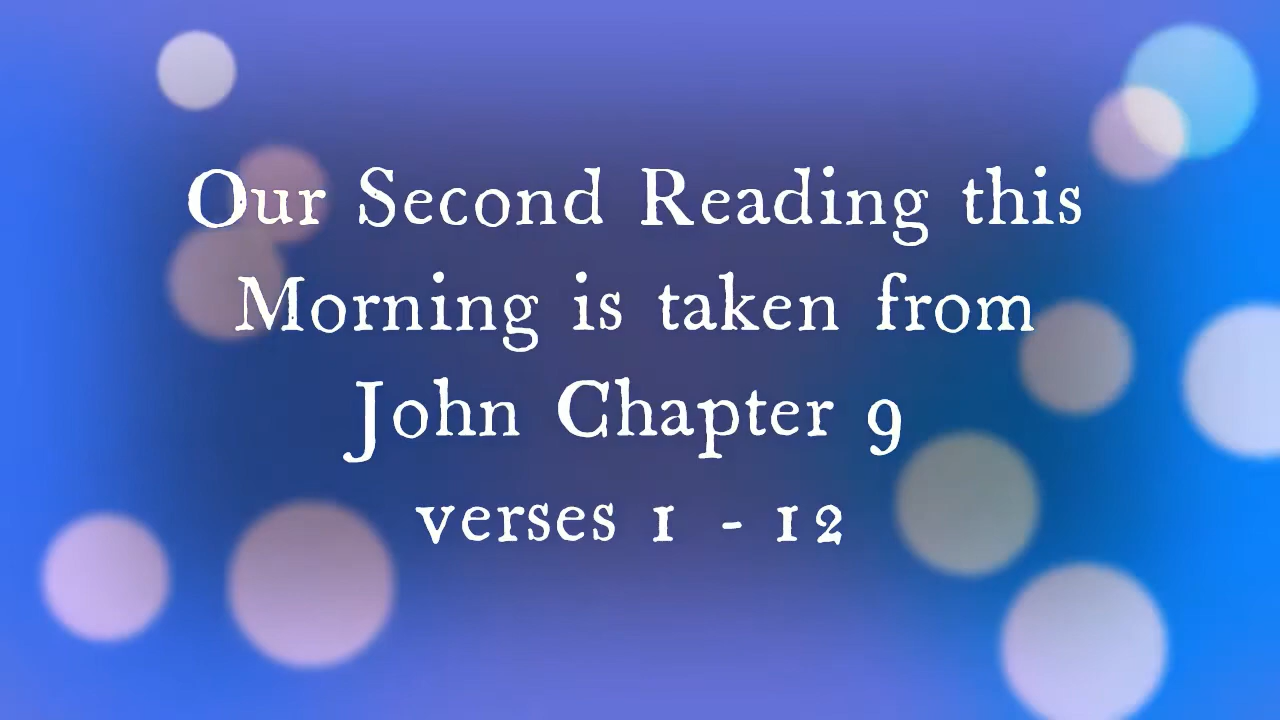 Our Second Reading this
Morning is taken from
John Chapter 9
verses 1 - 12